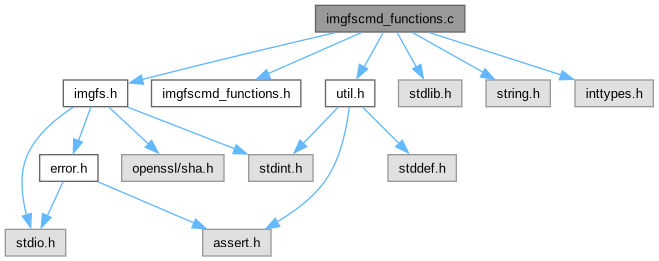 imgfscmd_functions.c
imgfs.h
imgfscmd_functions.h
util.h
stdlib.h
string.h
inttypes.h
error.h
openssl/sha.h
stdint.h
stddef.h
stdio.h
assert.h